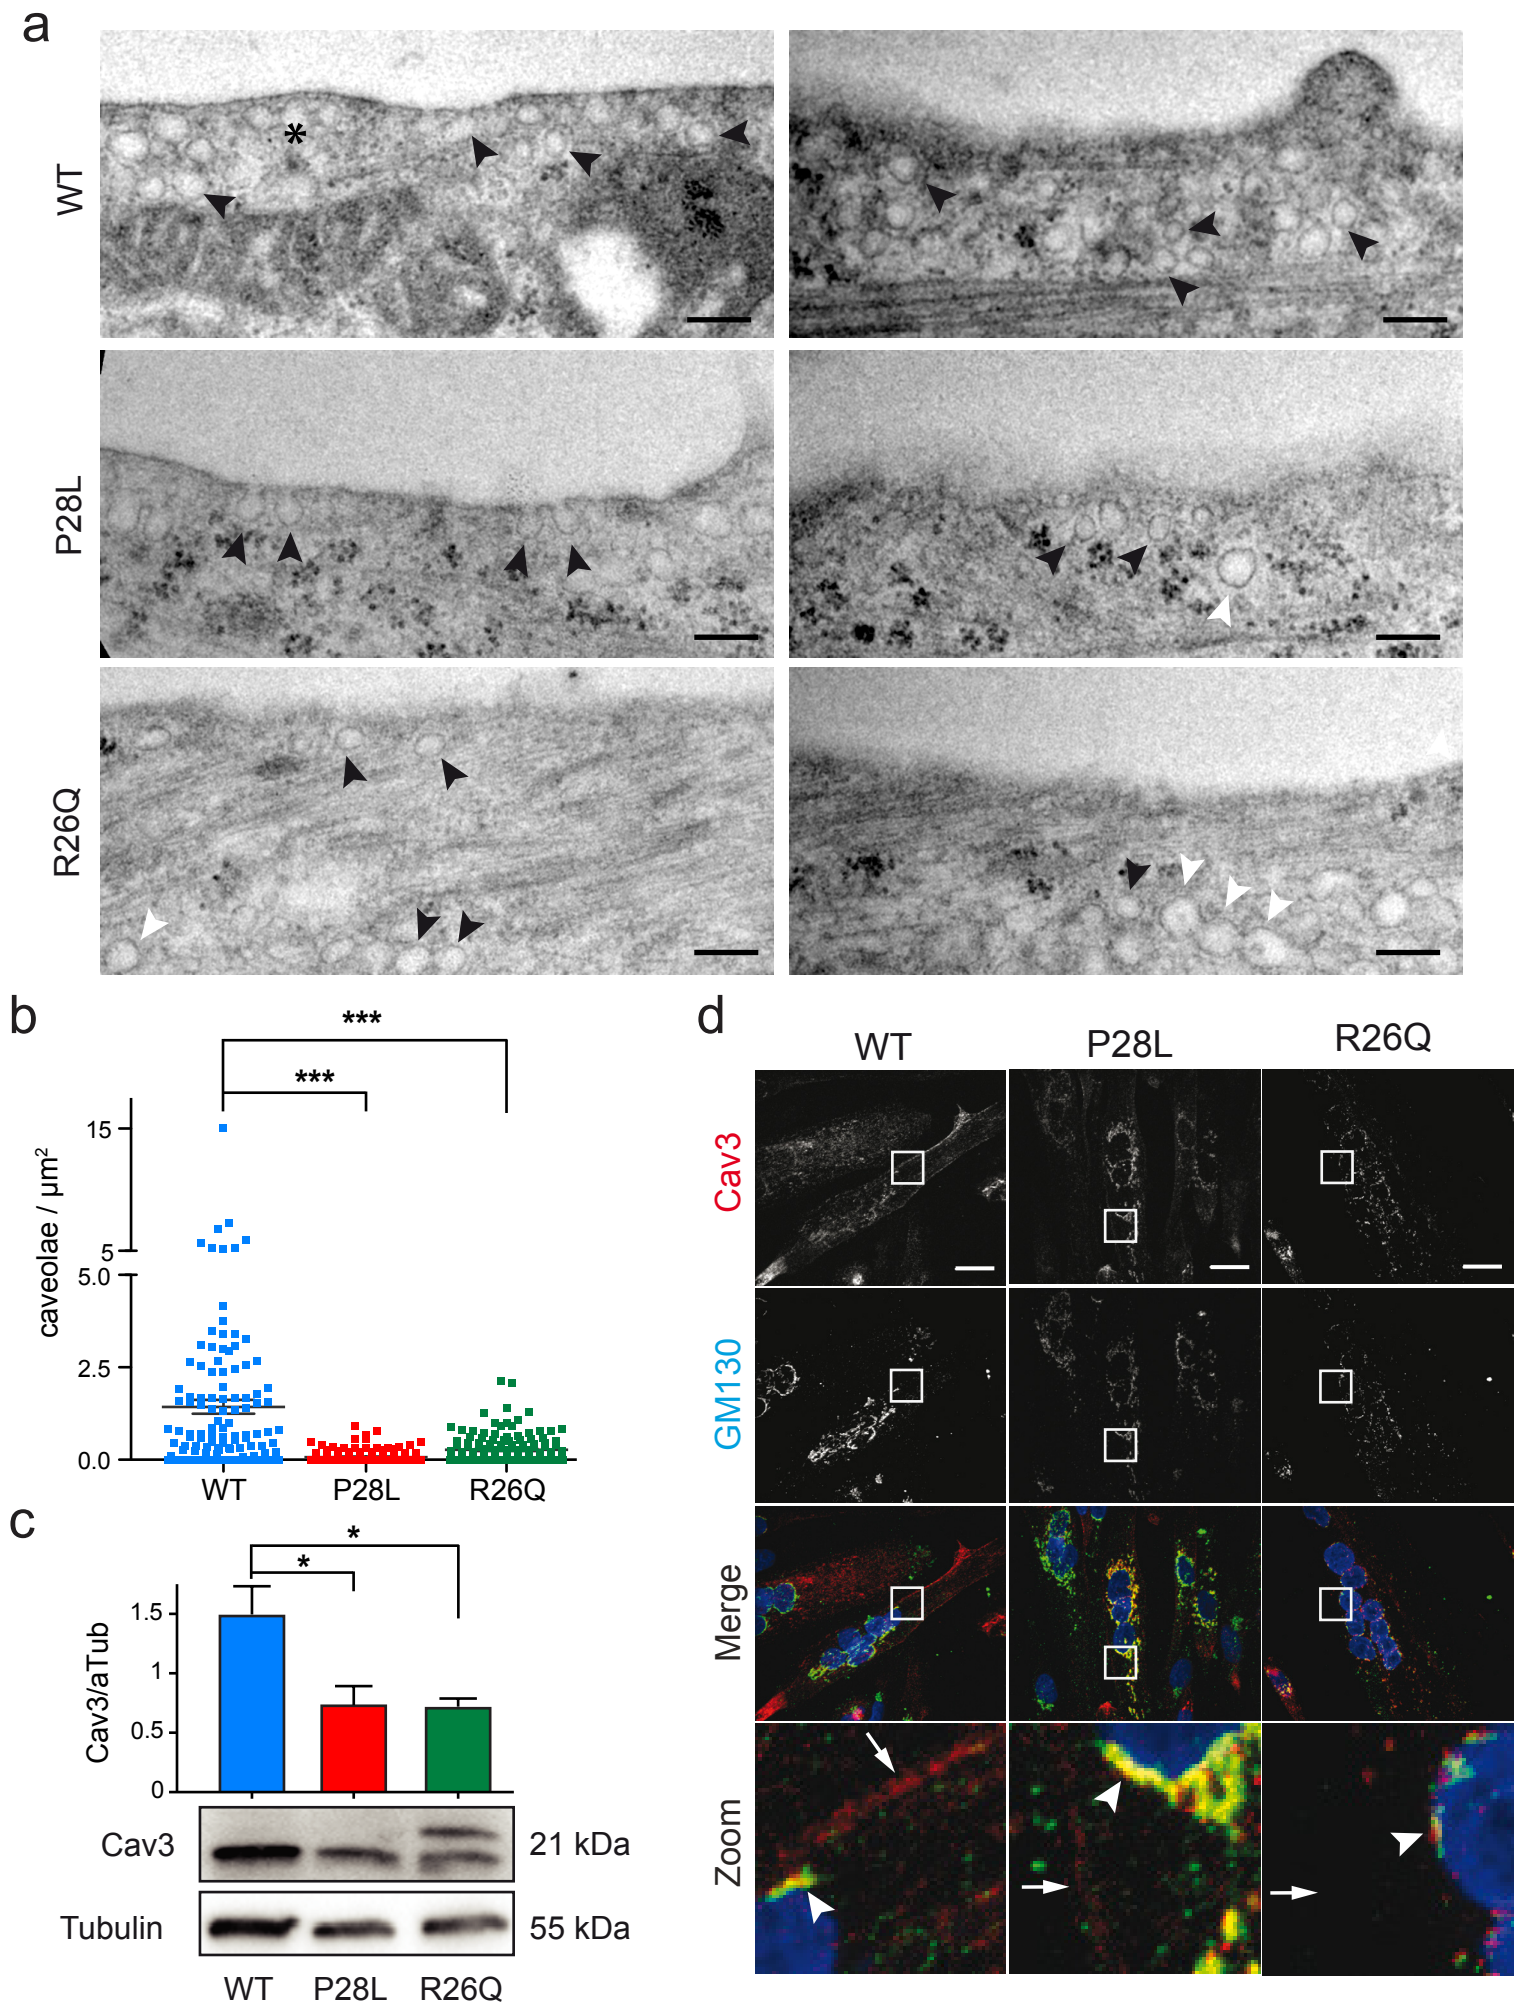 a
WT
*
P28L
R26Q
b
***
***
caveolae / µm²
15
5
5.0
2.5
0.0
WT P28L R26Q
c
*
*
Cav3/aTub
1.5
1
0.5
0
Cav3 21 kDa
Tubulin 55 kDa
WT P28L R26Q
d
WT P28L R26Q
Cav3
GM130
Merge
Zoom